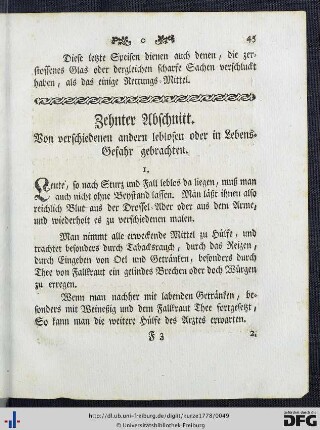 o 45
Diese letzte Speisen dienen auch denen, die zer-
stossenes Glas oder dergleichen scharfe Sachen verschluckt
haben, als das einige Rettungs-Mittel.
Zehnter Abschnitt.
Von verschiedenen andern leblosen oder in Lebens-
Gefahr gebrachten.
1.
Leute, so nach Sturz und Fall leblos da liegen, muß man
auch nicht ohne Beystand lassen. Man läßt ihnen also
reichlich Blut aus der Drossel-Ader oder aus dem Arme,
und wiederholt es zu verschiedenen malen.
Man nimmt alle erweckende Mittel zu Hülfe, und
trachtet besonders durch Tabacksrauch, durch das Reizen,
durch Eingeben von Oel und Getränken, besonders durch
Thee von Fallkraut ein gelindes Brechen oder doch Würgen
zu erregen.
Wenn man nachher mit labenden Getränken, be-
sonders mit Weineßig und dem Fallkraut Thee fortgesetzt,
So kann man die weitere Hülfe des Arztes erwarten.
F 3 2.
http://dl.ub.uni-freiburg.de/diglit/kurze1778/0049
Universitätsbibliothek Freiburg
DFG